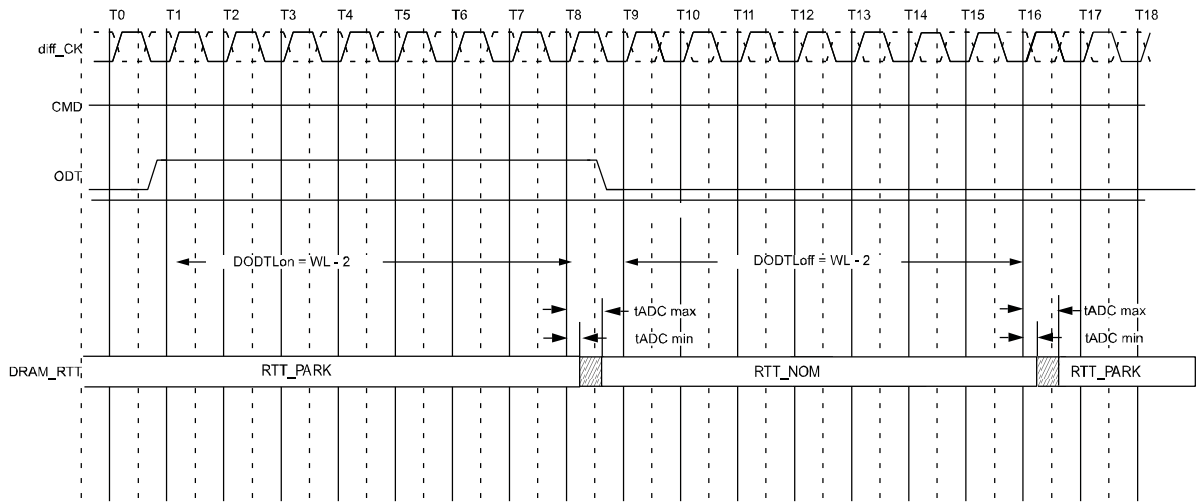 T0 T1 T2 T3 T4 T5 T6 T7 T8 T9 T10 T11 T12 T13 T14 T15 T16 T17 T18
diff_CK
CMD
ODT
DODTLon = WL - 2 DODTLoff = WL - 2
tADC max tADC max
tADC min tADC min
DRAM_RTT RTT_PARK RTT_NOM RTT_PARK